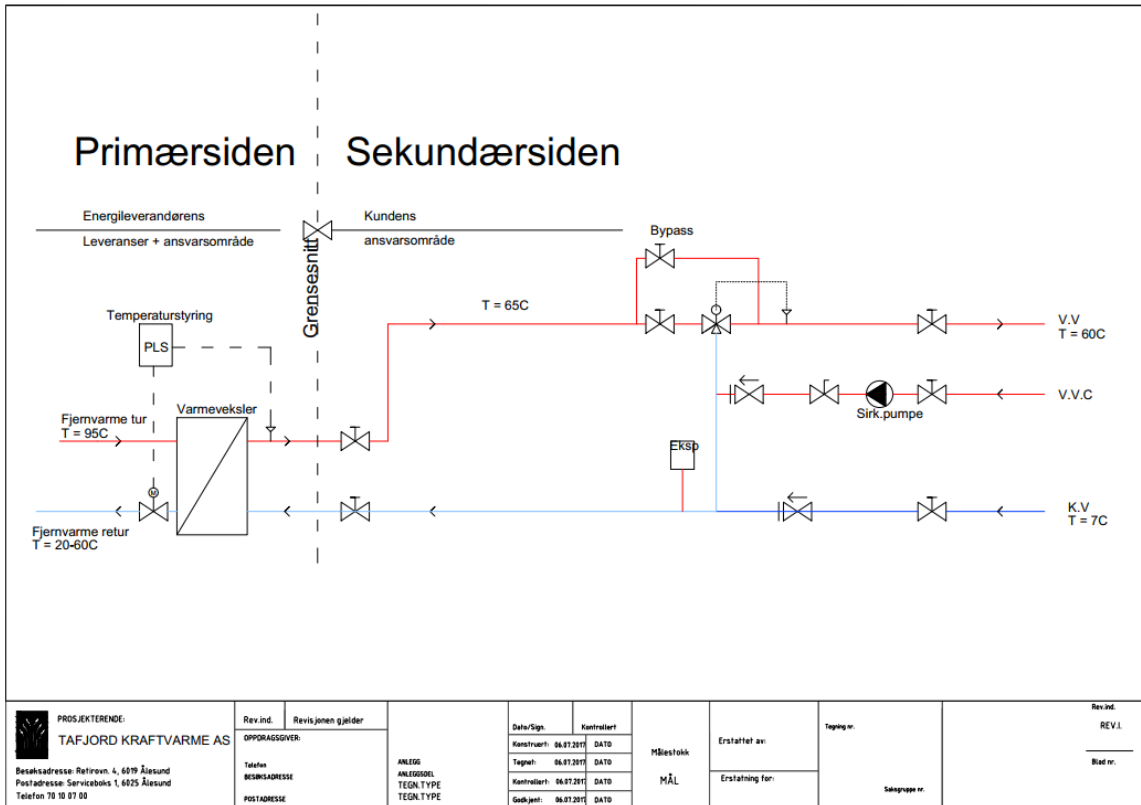 Primærsiden
Sekundærsiden
Energileverandørens
Leveranser + ansvarsområde
Kundens
ansvarsområde
Grensesnitt
Bypass
T = 65C
Temperaturstyring
PLS
V.V
T = 60C
V.V.C
Sirk.pumpe
Fjernvarme tur
T = 95C
Varmeveksler
Eksp
M
K.V
T = 7C
Fjernvarme retur
T = 20-60C
PROSJEKTERENDE:
TAFJORD KRAFTVARME AS
Besøksadresse: Retirovn. 4, 6019 Ålesund
Postadresse: Serviceboks 1, 6025 Ålesund
Telefon 70 10 07 00
Rev.ind.
Revisjonen gjelder
OPPDRAGSGIVER:
Telefon
BESØKSADRESSE
POSTADRESSE
ANLEGG
ANLEGGSDEL
TEGN.TYPE
TEGN.TYPE
Dato/Sign.
Kontrollert
Konstruert: 06.07.2017 DATO
Tegnet: 06.07.2017 DATO
Kontrollert: 06.07.2017 DATO
Godkjent: 06.07.2017 DATO
Målestokk
MÅL
Erstattet av:
Erstatning for:
Tegning nr.
Saksgruppe nr.
Rev.ind.
REV.I.
Blad nr.